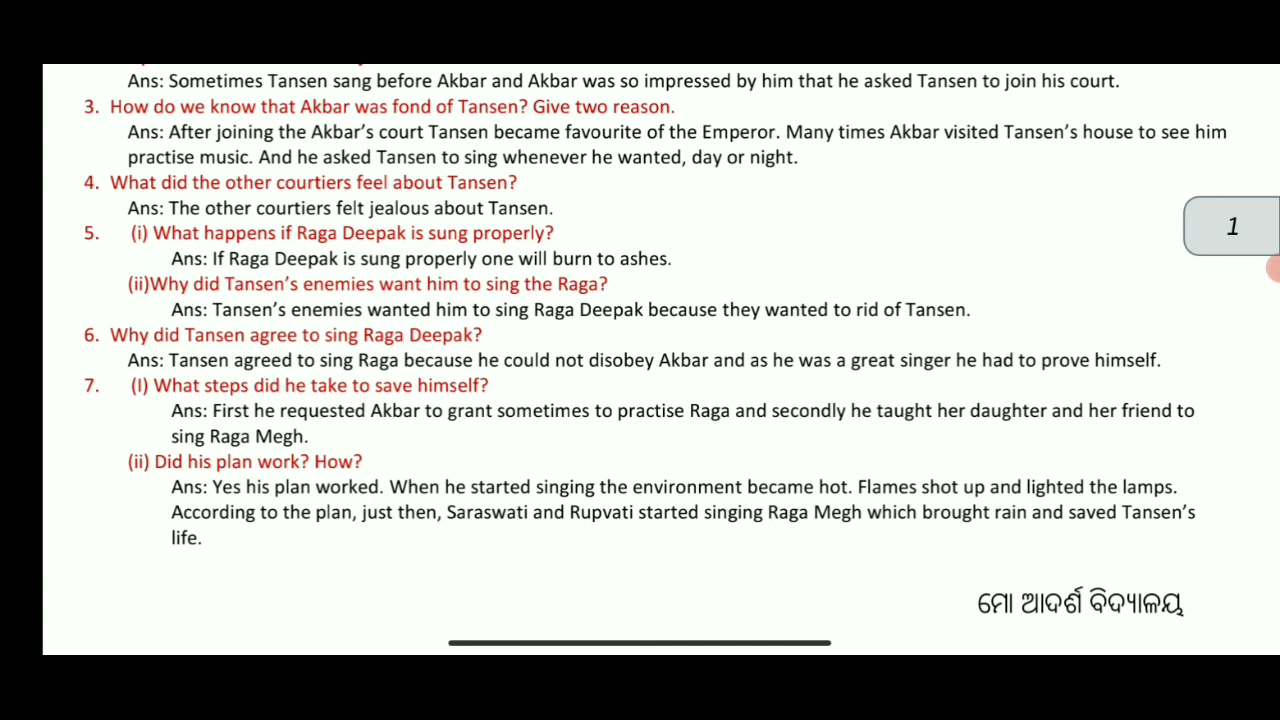 Ans: Sometimes Tansen sang before Akbar and Akbar was so impressed by him that he asked Tansen to join his court.
3. How do we know that Akbar was fond of Tansen? Give two reason.
Ans: After joining the Akbar's court Tansen became favourite of the Emperor. Many times Akbar visited Tansen's house to see him
practise music. And he asked Tansen to sing whenever he wanted, day or night.
4. What did the other courtiers feel about Tansen?
Ans: The other courtiers felt jealous about Tansen.
1
5. (i) What happens if Raga Deepak is sung properly?
Ans: If Raga Deepak is sung properly one will burn to ashes.
(ii)Why did Tansen's enemies want him to sing the Raga?
Ans: Tansen's enemies wanted him to sing Raga Deepak because they wanted to rid of Tansen.
6. Why did Tansen agree to sing Raga Deepak?
Ans: Tansen agreed to sing Raga because he could not disobey Akbar and as he was a great singer he had to prove himself.
7. (I) What steps did he take to save himself?
Ans: First he requested Akbar to grant sometimes to practise Raga and secondly he taught her daughter and her friend to
sing Raga Megh.
(ii) Did his plan work? How?
Ans: Yes his plan worked. When he started singing the environment became hot. Flames shot up and lighted the lamps.
According to the plan, just then, Saraswati and Rupvati started singing Raga Megh which brought rain and saved Tansen's
life.
ମୋ ଆଦର୍ଶ ବିଦ୍ୟାଳୟ